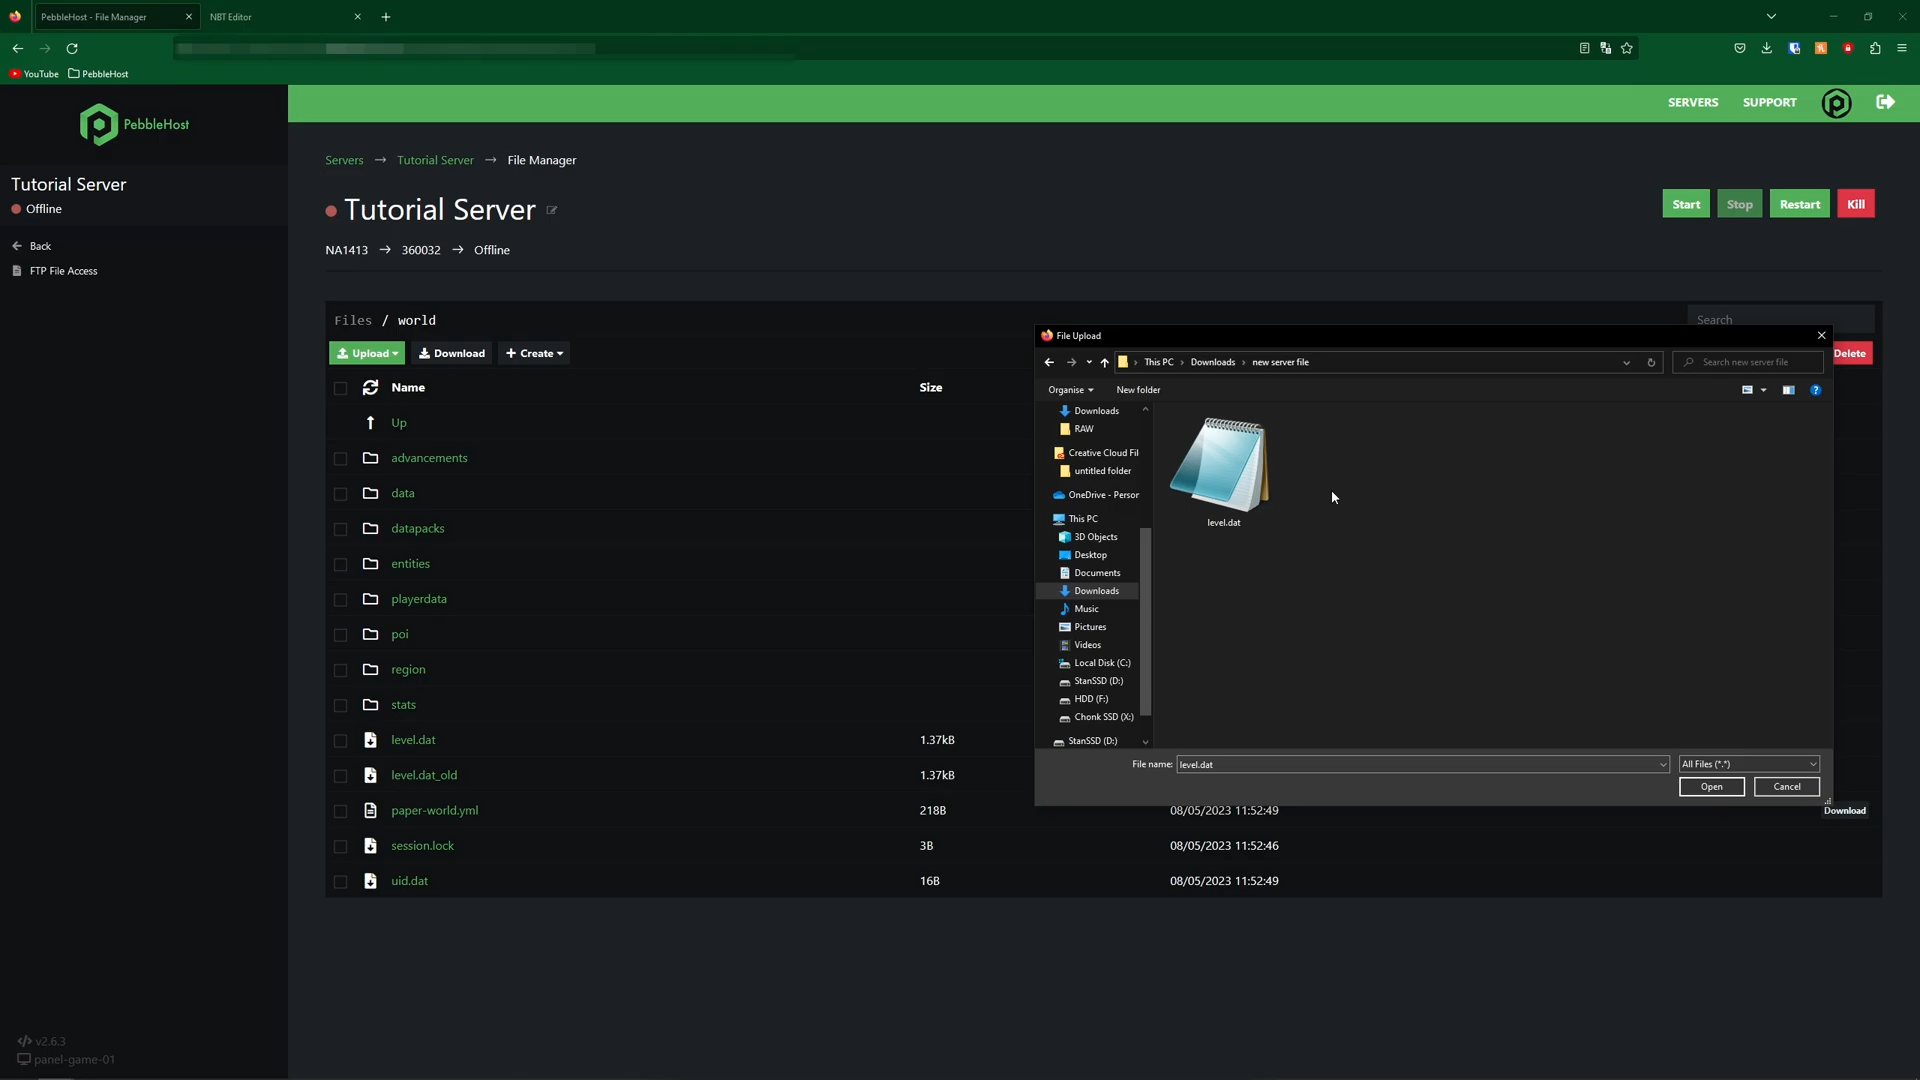 PebbleHost - File Manager
NBT Editor
YouTube
PebbleHost
PebbleHost
SERVERS
SUPPORT
Tutorial Server
Offline
Back
FTP File Access
Servers → Tutorial Server → File Manager
Tutorial Server
Start
Stop
Restart
Kill
NA1413 → 360032 → Offline
Files / world
Search
Upload
Download
+ Create
Delete
Name
Size
Up
advancements
data
datapacks
entities
playerdata
poi
region
stats
level.dat 1.37kB
level.dat_old 1.37kB
paper-world.yml 218B 08/05/2023 11:52:49 Download
session.lock 3B 08/05/2023 11:52:46
uid.dat 16B 08/05/2023 11:52:49
File Upload
This PC › Downloads › new server file
Search new server file
Organise
New folder
Downloads
RAW
Creative Cloud Fil
untitled folder
OneDrive - Person
This PC
3D Objects
Desktop
Documents
Downloads
Music
Pictures
Videos
Local Disk (C:)
StanSSD (D:)
HDD (F:)
Chonk SSD (X:)
StanSSD (D:)
level.dat
File name: level.dat
All Files (*.*)
Open
Cancel
v2.6.3
panel-game-01